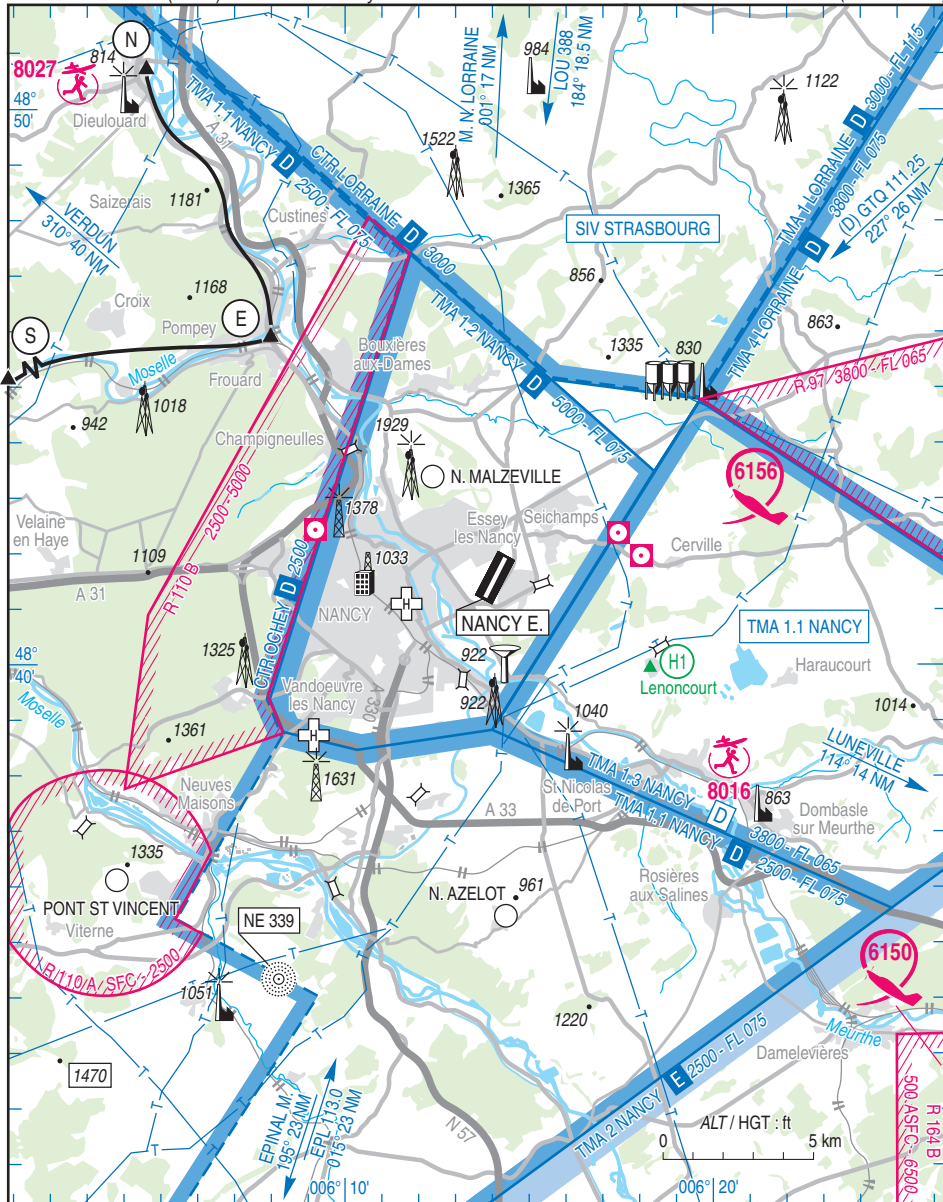 N
814
8027
Dieulouard
48°
50'
A 31
TMA 1.1 NANCY D 2500 - FL 075
CTR LORRAINE D 3000
M. N. LORRAINE
001° 17 NM
984
LOU 388
184° 18.5 NM
1122
TMA 1 LORRAINE D 3000 - FL 115
3800 - FL 075
TMA 4 LORRAINE D
(D) GTQ 111.25
227° 26 NM
1522
1365
1181
Saizerais
Custines
VERDUN
310° 40 NM
SIV STRASBOURG
856
863
1168
Croix
Pompey
E
S
Moselle
Frouard
Bouxières
aux-Dames
TMA 1.2 NANCY D 5000 - FL 075
1335
830
R 97 / 3800 - FL 065
1018
942
Champigneulles
1929
N. MALZEVILLE
6156
2500 - 5000
R 110 B
1378
Velaine
en Haye
Essey
les Nancy
Seichamps
Cerville
1109
A 31
1033
CTR OCHEY D 2500
NANCY
NANCY E.
TMA 1.1 NANCY
48°
40'
1325
922
H1
Lenoncourt
Haraucourt
Moselle
Vandoeuvre
les Nancy
A 330
922
1040
1014
1361
LUNEVILLE
114° 14 NM
1631
TMA 1.3 NANCY D 3800 - FL 065
TMA 1.1 NANCY D 2500 - FL 075
8016
863
Neuves
Maisons
St Nicolas
de Port
A 33
Dombasle
sur Meurthe
1335
PONT ST VINCENT
Viterne
N. AZELOT
961
Rosières
aux Salines
NE 339
R 110 A / SFC - 2500
1051
6150
1220
Meurthe
Damelevières
1470
TMA 2 NANCY E 2500 - FL 075
EPINAL M.
195° 23 NM
EPL 113.0
015° 23 NM
N 57
ALT / HGT : ft
0 5 km
R 164 B
500 ASFC - 6500
006° 10'
006° 20'